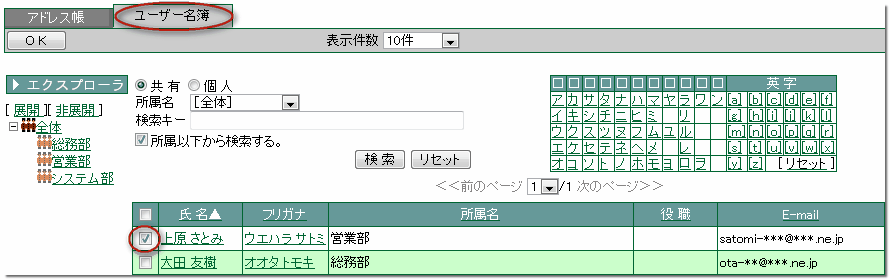 アドレス帳 ユーザー名簿
OK 表示件数 10件
エクスプローラ
[ 展開 ][ 非展開 ]
全体
総務部
営業部
システム部
共有 個人
所属名 [全体]
検索キー
所属以下から検索する。
検索 リセット
英字
ア カ サ タ ナ ハ マ ヤ ラ ワ ン [a] [b] [c] [d] [e] [f]
イ キ シ チ ニ ヒ ミ リ [g] [h] [i] [j] [k] [l]
ウ ク ス ツ ヌ フ ム ユ ル [m] [n] [o] [p] [q] [r]
エ ケ セ テ ネ ヘ メ レ [s] [t] [u] [v] [w] [x]
オ コ ソ ト ノ ホ モ ヨ ロ ヲ [y] [z] [リセット]
<<前のページ 1 /1 次のページ>>
氏名▲ フリガナ 所属名 役職 E-mail
上原 さとみ ウエハラ サトミ 営業部 satomi-***@***.ne.jp
太田 友樹 オオタ トモキ 総務部 ota-**@**.ne.jp